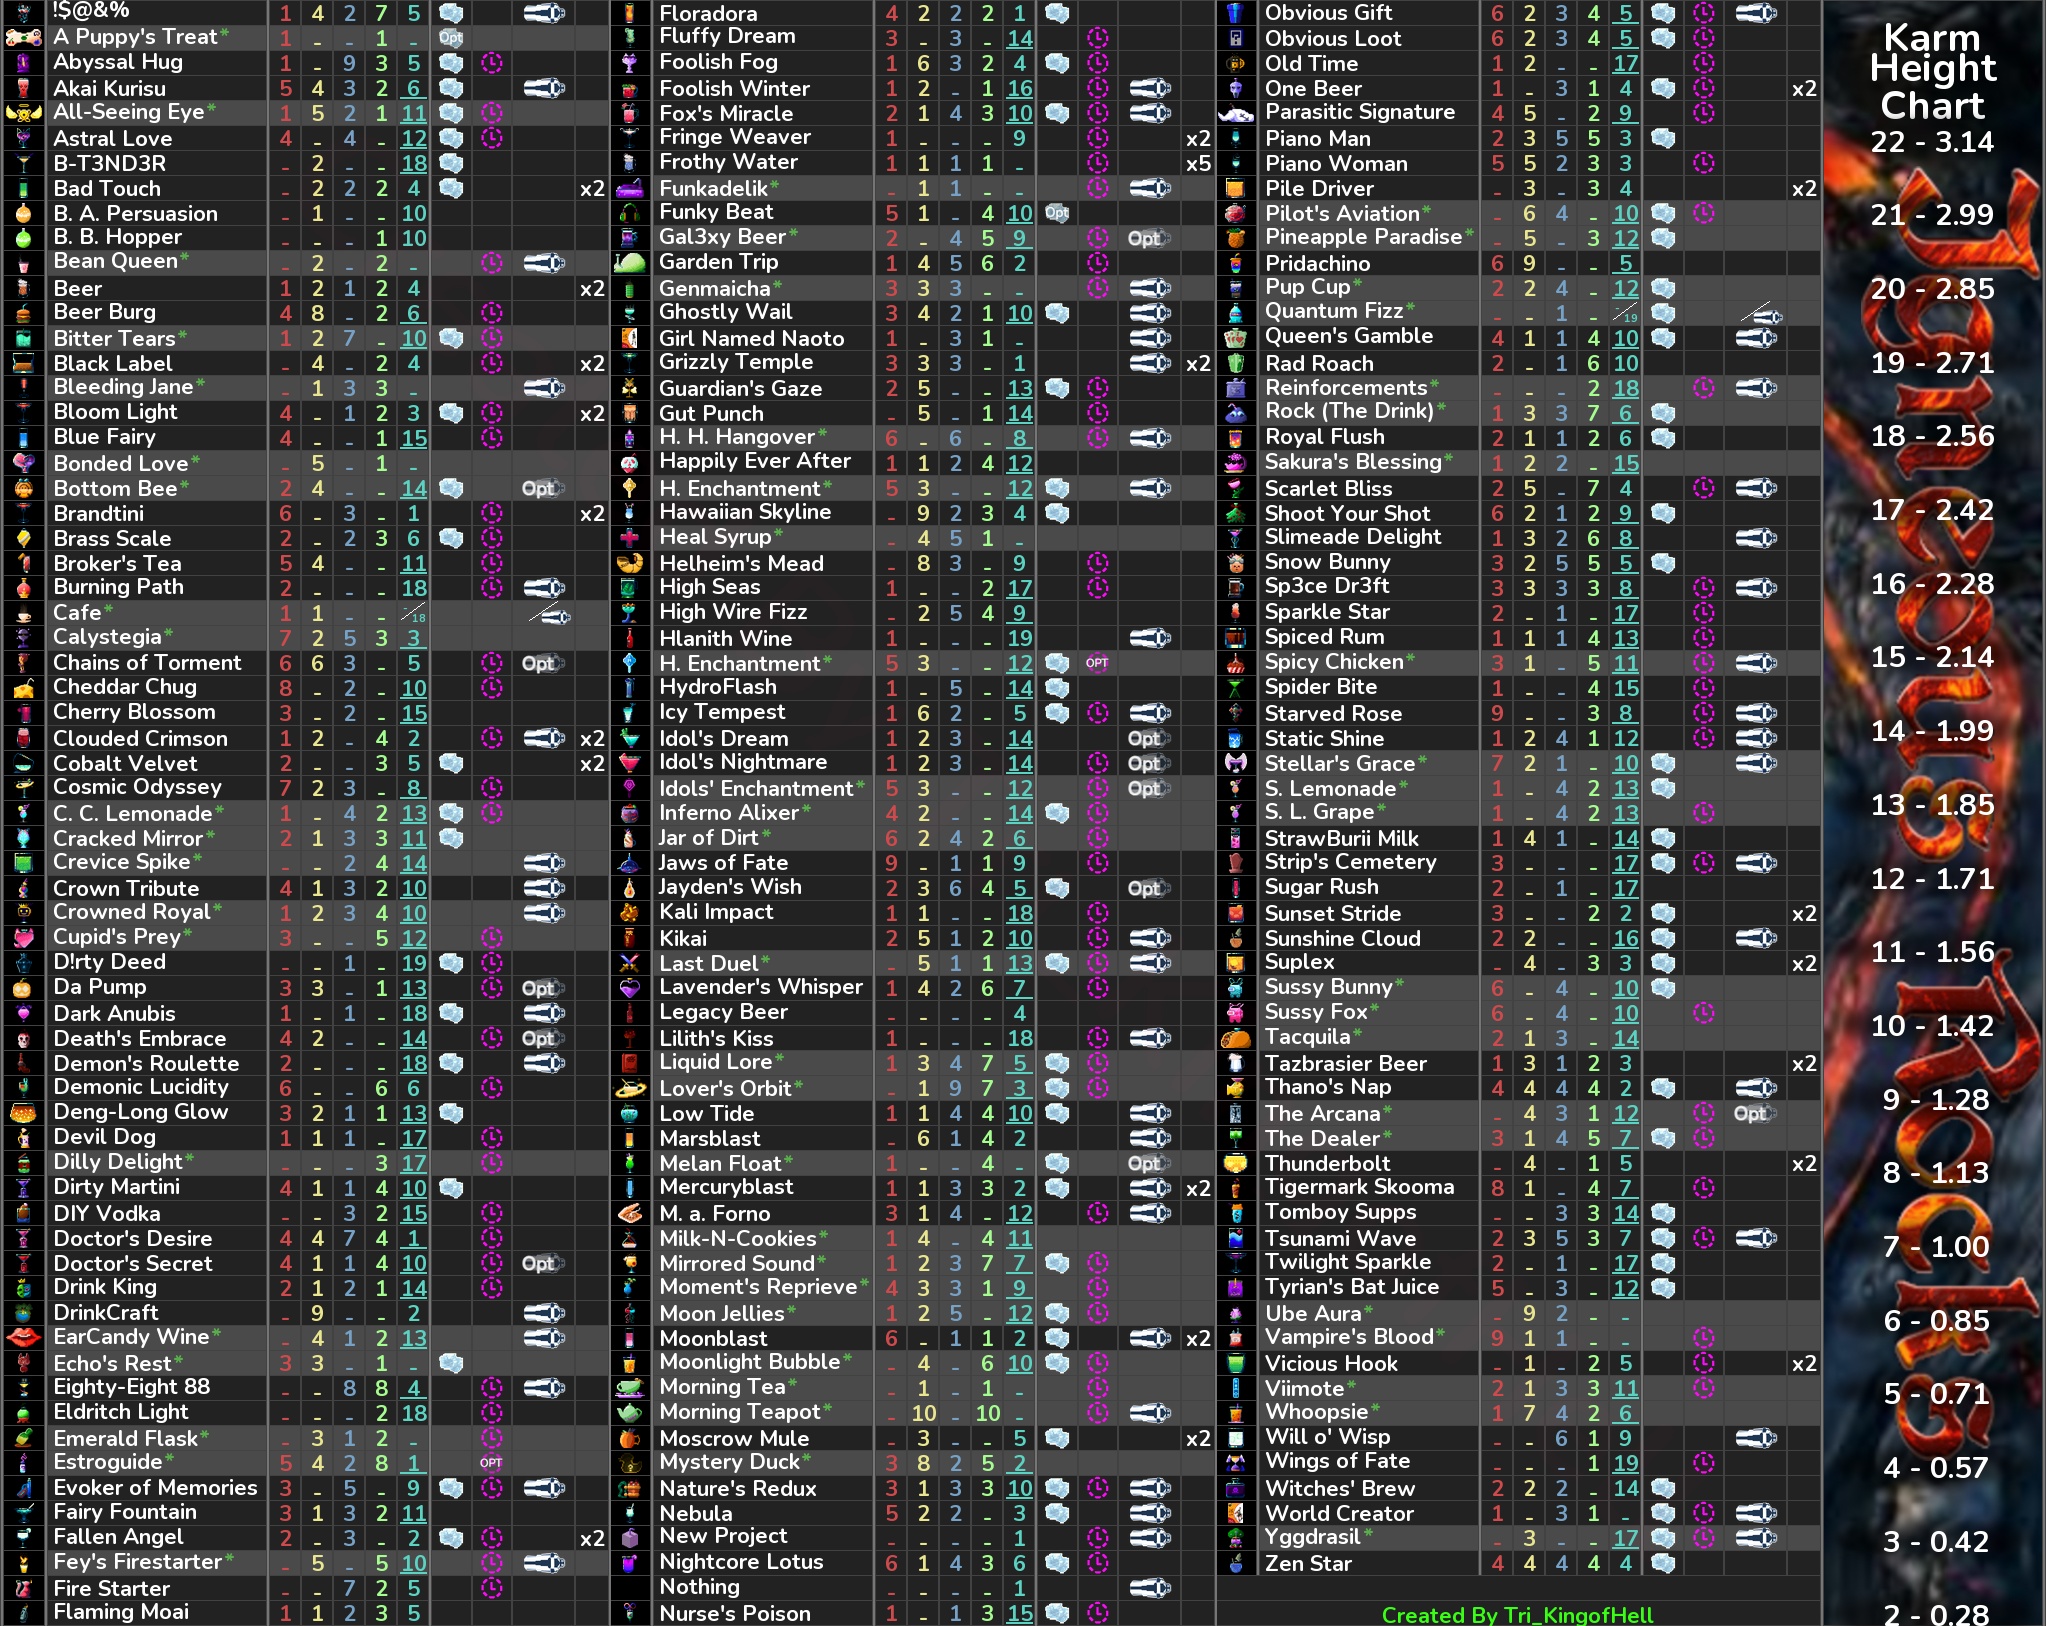 !$@&% 1 4 2 7 5
A Puppy's Treat* 1 - - 1 - Opt
Abyssal Hug 1 - 9 3 5
Akai Kurisu 5 4 3 2 6
All-Seeing Eye* 1 5 2 1 11
Astral Love 4 - 4 - 12
B-T3ND3R - 2 - - 18
Bad Touch - 2 2 2 4 x2
B. A. Persuasion - 1 - - 10
B. B. Hopper - - - 1 10
Bean Queen* - 2 - 2 -
Beer 1 2 1 2 4 x2
Beer Burg 4 8 - 2 6
Bitter Tears* 1 2 7 - 10
Black Label - 4 - 2 4 x2
Bleeding Jane* - 1 3 3 -
Bloom Light 4 - 1 2 3 x2
Blue Fairy 4 - - 1 15
Bonded Love* - 5 - 1 -
Bottom Bee* 2 4 - - 14 Opt
Brandtini 6 - 3 - 1 x2
Brass Scale 2 - 2 3 6
Broker's Tea 5 4 - - 11
Burning Path 2 - - - 18
Cafe* 1 1 - - -/18
Calystegia* 7 2 5 3 3
Chains of Torment 6 6 3 - 5 Opt
Cheddar Chug 8 - 2 - 10
Cherry Blossom 3 - 2 - 15
Clouded Crimson 1 2 - 4 2 x2
Cobalt Velvet 2 - - 3 5 x2
Cosmic Odyssey 7 2 3 - 8
C. C. Lemonade* 1 - 4 2 13
Cracked Mirror* 2 1 3 3 11
Crevice Spike* - - 2 4 14
Crown Tribute 4 1 3 2 10
Crowned Royal* 1 2 3 4 10
Cupid's Prey* 3 - - 5 12
D!rty Deed - - 1 - 19
Da Pump 3 3 - 1 13 Opt
Dark Anubis 1 - 1 - 18
Death's Embrace 4 2 - - 14 Opt
Demon's Roulette 2 - - - 18
Demonic Lucidity 6 - - 6 6
Deng-Long Glow 3 2 1 1 13
Devil Dog 1 1 1 - 17
Dilly Delight* - - - 3 17
Dirty Martini 4 1 1 4 10
DIY Vodka - - 3 2 15
Doctor's Desire 4 4 7 4 1
Doctor's Secret 4 1 1 4 10 Opt
Drink King 2 1 2 1 14
DrinkCraft - 9 - - 2
EarCandy Wine* - 4 1 2 13
Echo's Rest* 3 3 - 1 -
Eighty-Eight 88 - - 8 8 4
Eldritch Light - - - 2 18
Emerald Flask* - 3 1 2 -
Estroguide* 5 4 2 8 1 OPT
Evoker of Memories 3 - 5 - 9
Fairy Fountain 3 1 3 2 11
Fallen Angel 2 - 3 - 2 x2
Fey's Firestarter* - 5 - 5 10
Fire Starter - - 7 2 5
Flaming Moai 1 1 2 3 5
Floradora 4 2 2 2 1
Fluffy Dream 3 - 3 - 14
Foolish Fog 1 6 3 2 4
Foolish Winter 1 2 - 1 16
Fox's Miracle 2 1 4 3 10
Fringe Weaver 1 - - - 9 x2
Frothy Water 1 1 1 1 - x5
Funkadelik* - 1 1 - -
Funky Beat 5 1 - 4 10 Opt
Gal3xy Beer* 2 - 4 5 9 Opt
Garden Trip 1 4 5 6 2
Genmaicha* 3 3 3 - -
Ghostly Wail 3 4 2 1 10
Girl Named Naoto 1 - 3 1 -
Grizzly Temple 3 3 3 - 1 x2
Guardian's Gaze 2 5 - - 13
Gut Punch - 5 - 1 14
H. H. Hangover* 6 - 6 - 8
Happily Ever After 1 1 2 4 12
H. Enchantment* 5 3 - - 12
Hawaiian Skyline - 9 2 3 4
Heal Syrup* - 4 5 1 -
Helheim's Mead - 8 3 - 9
High Seas 1 - - 2 17
High Wire Fizz - 2 5 4 9
Hlanith Wine 1 - - - 19
H. Enchantment* 5 3 - - 12 OPT
HydroFlash 1 - 5 - 14
Icy Tempest 1 6 2 - 5
Idol's Dream 1 2 3 - 14 Opt
Idol's Nightmare 1 2 3 - 14 Opt
Idols' Enchantment* 5 3 - - 12 Opt
Inferno Alixer* 4 2 - - 14
Jar of Dirt* 6 2 4 2 6
Jaws of Fate 9 - 1 1 9
Jayden's Wish 2 3 6 4 5 Opt
Kali Impact 1 1 - - 18
Kikai 2 5 1 2 10
Last Duel* - 5 1 1 13
Lavender's Whisper 1 4 2 6 7
Legacy Beer - - - - 4
Lilith's Kiss 1 - - - 18
Liquid Lore* 1 3 4 7 5
Lover's Orbit* - 1 9 7 3
Low Tide 1 1 4 4 10
Marsblast - 6 1 4 2
Melan Float* 1 - - 4 - Opt
Mercuryblast 1 1 3 3 2 x2
M. a. Forno 3 1 4 - 12
Milk-N-Cookies* 1 4 - 4 11
Mirrored Sound* 1 2 3 7 7
Moment's Reprieve* 4 3 3 1 9
Moon Jellies* 1 2 5 - 12
Moonblast 6 - 1 1 2 x2
Moonlight Bubble* - 4 - 6 10
Morning Tea* - 1 - 1 -
Morning Teapot* - 10 - 10 -
Moscrow Mule - 3 - - 5 x2
Mystery Duck* 3 8 2 5 2
Nature's Redux 3 1 3 3 10
Nebula 5 2 2 - 3
New Project - - - - 1
Nightcore Lotus 6 1 4 3 6
Nothing - - - - 1
Nurse's Poison 1 - 1 3 15
Obvious Gift 6 2 3 4 5
Obvious Loot 6 2 3 4 5
Old Time 1 2 - - 17
One Beer 1 - 3 1 4 x2
Parasitic Signature 4 5 - 2 9
Piano Man 2 3 5 5 3
Piano Woman 5 5 2 3 3
Pile Driver - 3 - 3 4 x2
Pilot's Aviation* - 6 4 - 10
Pineapple Paradise* - 5 - 3 12
Pridachino 6 9 - - 5
Pup Cup* 2 2 4 - 12
Quantum Fizz* - - 1 - -/19
Queen's Gamble 4 1 1 4 10
Rad Roach 2 - 1 6 10
Reinforcements* - - - 2 18
Rock (The Drink)* 1 3 3 7 6
Royal Flush 2 1 1 2 6
Sakura's Blessing* 1 2 2 - 15
Scarlet Bliss 2 5 - 7 4
Shoot Your Shot 6 2 1 2 9
Slimeade Delight 1 3 2 6 8
Snow Bunny 3 2 5 5 5
Sp3ce Dr3ft 3 3 3 3 8
Sparkle Star 2 - 1 - 17
Spiced Rum 1 1 1 4 13
Spicy Chicken* 3 1 - 5 11
Spider Bite 1 - - 4 15
Starved Rose 9 - - 3 8
Static Shine 1 2 4 1 12
Stellar's Grace* 7 2 1 - 10
S. Lemonade* 1 - 4 2 13
S. L. Grape* 1 - 4 2 13
StrawBurii Milk 1 4 1 - 14
Strip's Cemetery 3 - - - 17
Sugar Rush 2 - 1 - 17
Sunset Stride 3 - - 2 2 x2
Sunshine Cloud 2 2 - - 16
Suplex - 4 - 3 3 x2
Sussy Bunny* 6 - 4 - 10
Sussy Fox* 6 - 4 - 10
Tacquila* 2 1 3 - 14
Tazbrasier Beer 1 3 1 2 3 x2
Thano's Nap 4 4 4 4 2
The Arcana* - 4 3 1 12 Opt
The Dealer* 3 1 4 5 7
Thunderbolt - 4 - 1 5 x2
Tigermark Skooma 8 1 - 4 7
Tomboy Supps - - 3 3 14
Tsunami Wave 2 3 5 3 7
Twilight Sparkle 2 - 1 - 17
Tyrian's Bat Juice 5 - 3 - 12
Ube Aura* - 9 2 - -
Vampire's Blood* 9 1 1 - -
Vicious Hook - 1 - 2 5 x2
Viimote* 2 1 3 3 11
Whoopsie* 1 7 4 2 6
Will o' Wisp - - 6 1 9
Wings of Fate - - - 1 19
Witches' Brew 2 2 2 - 14
World Creator 1 - 3 1 -
Yggdrasil* - 3 - - 17
Zen Star 4 4 4 4 4
Created By Tri_KingofHell
Karm
Height
Chart
22 - 3.14
21 - 2.99
20 - 2.85
19 - 2.71
18 - 2.56
17 - 2.42
16 - 2.28
15 - 2.14
14 - 1.99
13 - 1.85
12 - 1.71
11 - 1.56
10 - 1.42
9 - 1.28
8 - 1.13
7 - 1.00
6 - 0.85
5 - 0.71
4 - 0.57
3 - 0.42
2 - 0.28